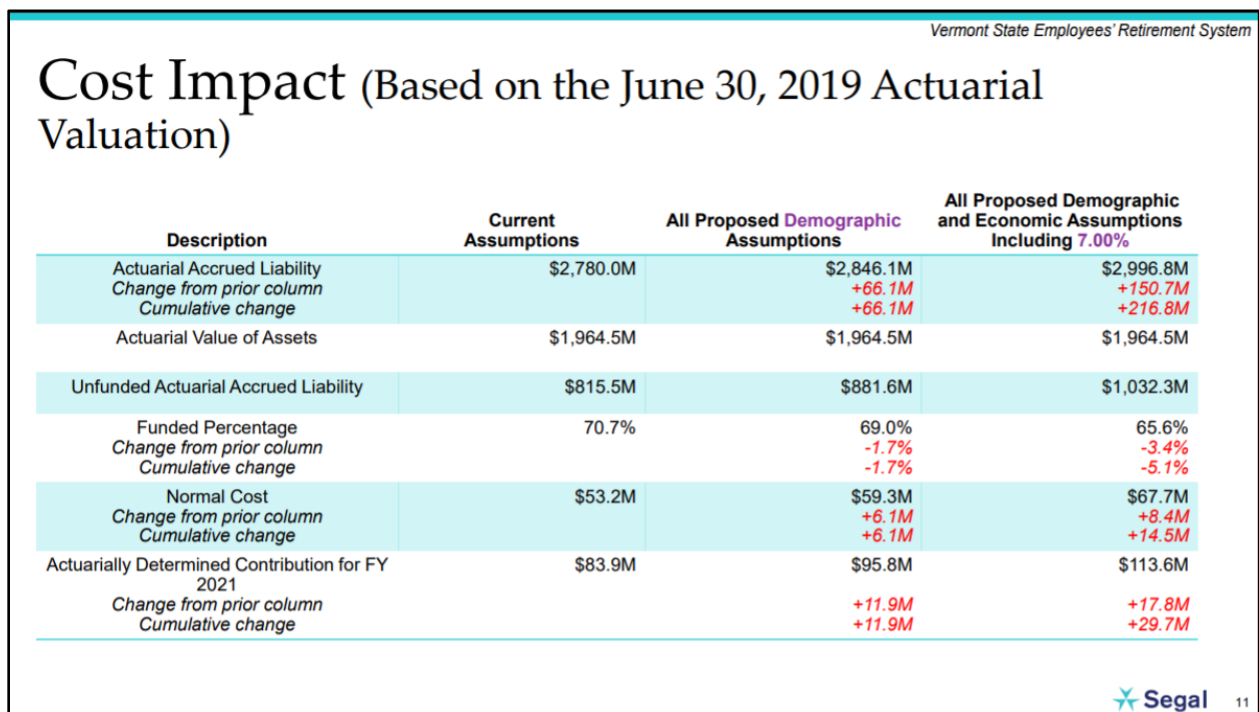 Vermont State Employees' Retirement System
Cost Impact (Based on the June 30, 2019 Actuarial
Valuation)
Description Current Assumptions All Proposed Demographic Assumptions All Proposed Demographic and Economic Assumptions Including 7.00%
Actuarial Accrued Liability $2,780.0M $2,846.1M $2,996.8M
Change from prior column +66.1M +150.7M
Cumulative change +66.1M +216.8M
Actuarial Value of Assets $1,964.5M $1,964.5M $1,964.5M
Unfunded Actuarial Accrued Liability $815.5M $881.6M $1,032.3M
Funded Percentage 70.7% 69.0% 65.6%
Change from prior column -1.7% -3.4%
Cumulative change -1.7% -5.1%
Normal Cost $53.2M $59.3M $67.7M
Change from prior column +6.1M +8.4M
Cumulative change +6.1M +14.5M
Actuarially Determined Contribution for FY $83.9M $95.8M $113.6M
2021
Change from prior column +11.9M +17.8M
Cumulative change +11.9M +29.7M
Segal 11